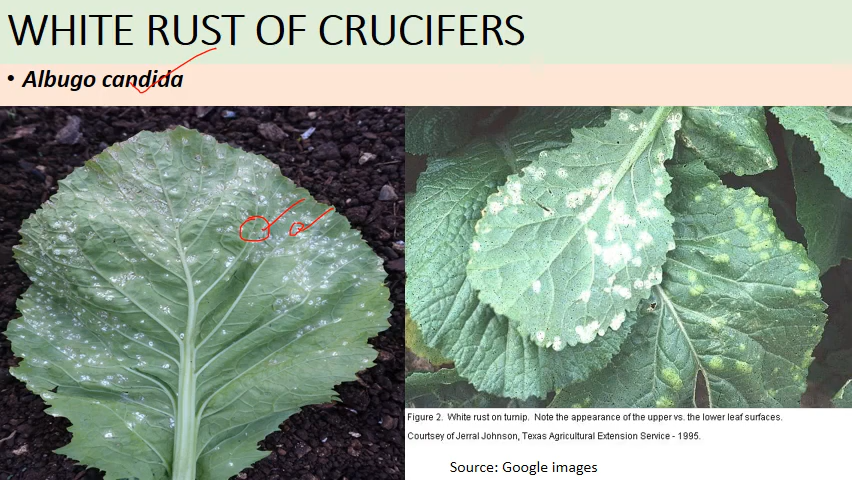 WHITE RUST OF CRUCIFERS
• Albugo candida
Figure 2. White rust on turnip. Note the appearance of the upper vs. the lower leaf surfaces.
Courtsey of Jerral Johnson, Texas Agricultural Extension Service - 1995.
Source: Google images